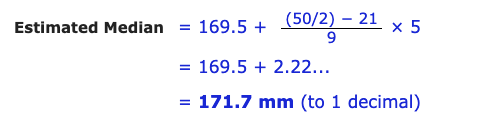 Estimated Median = 169.5 + (50/2) − 21 / 9 × 5
= 169.5 + 2.22...
= 171.7 mm (to 1 decimal)